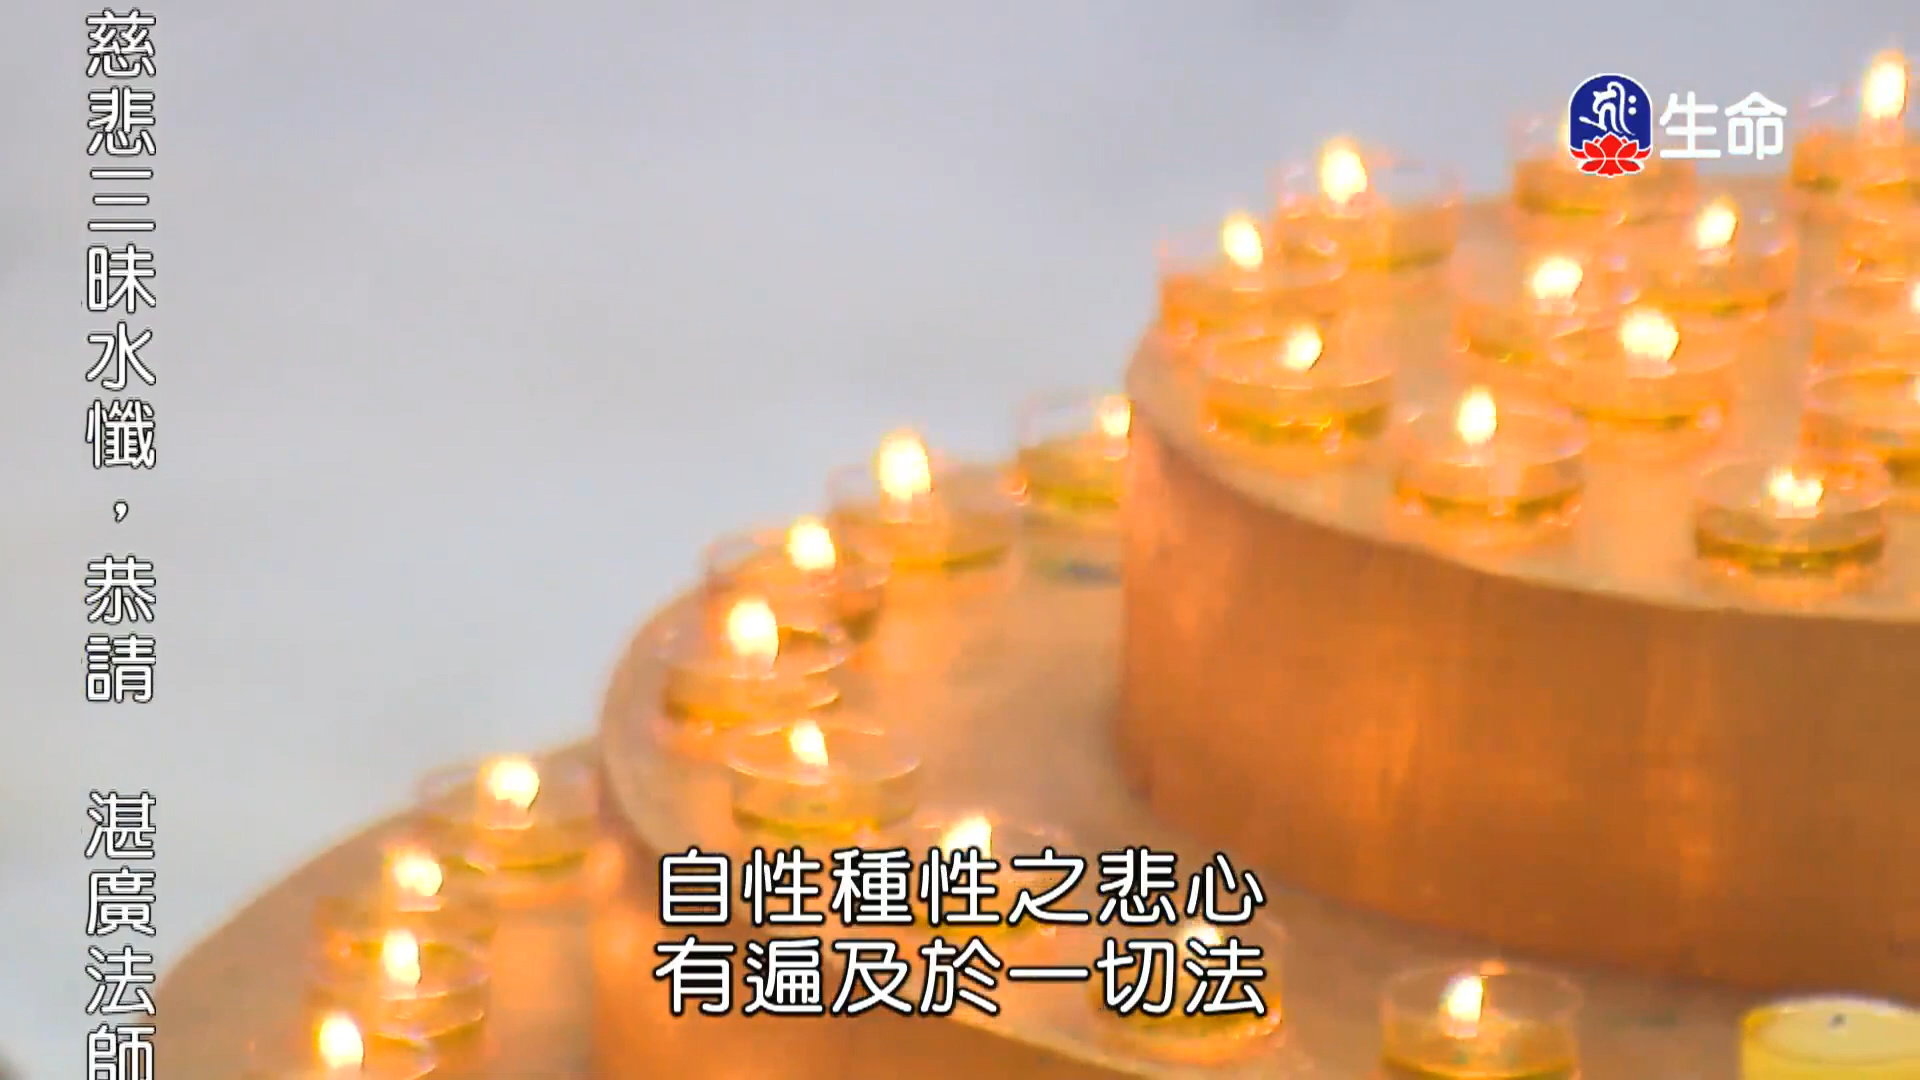 慈悲三昧水懺，恭請　湛廣法師
生命
自性種性之悲心
有遍及於一切法